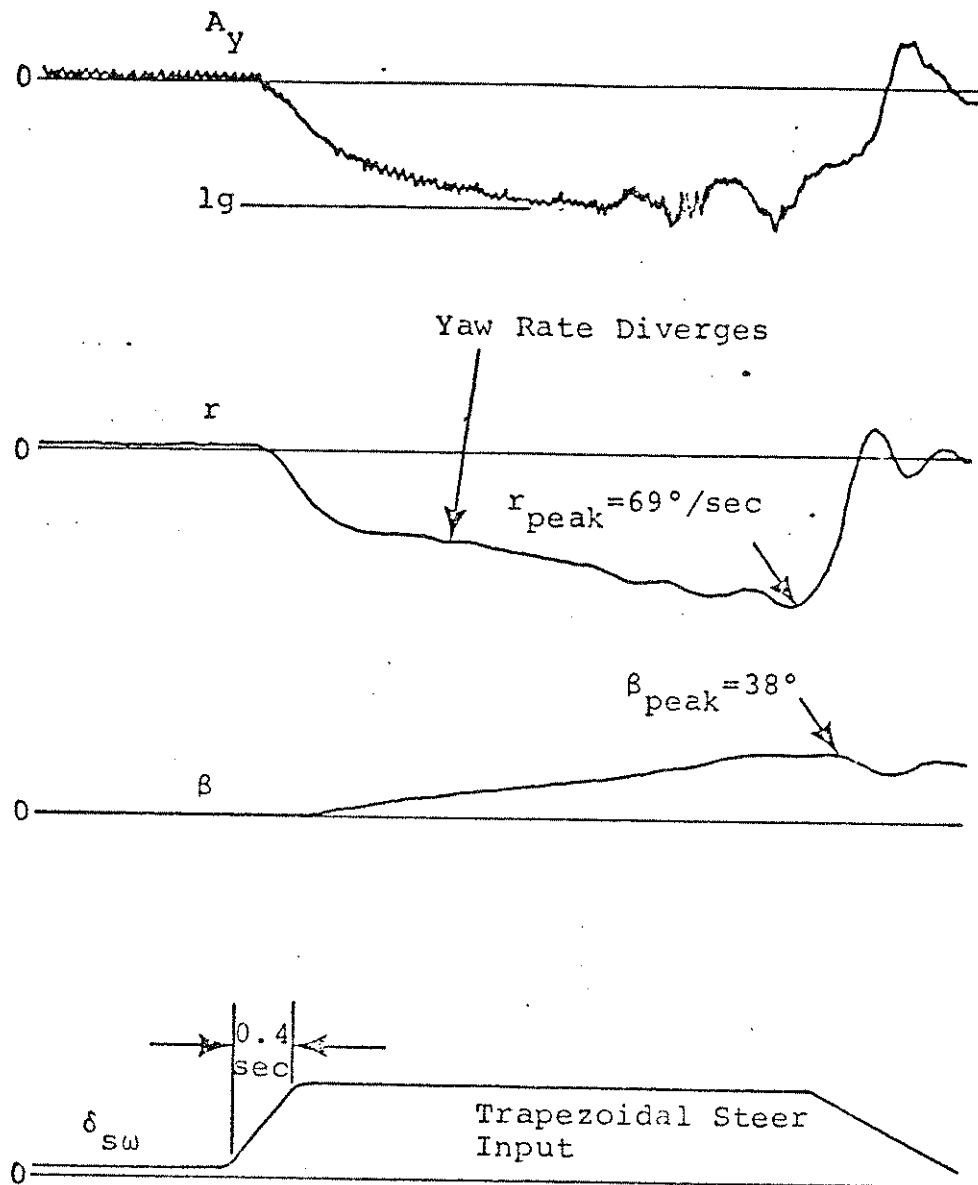 A_y
0
1g
Yaw Rate Diverges
r
0
r_peak=69°/sec
β_peak=38°
β
0
0.4
sec
δ_sω
Trapezoidal Steer
Input
0